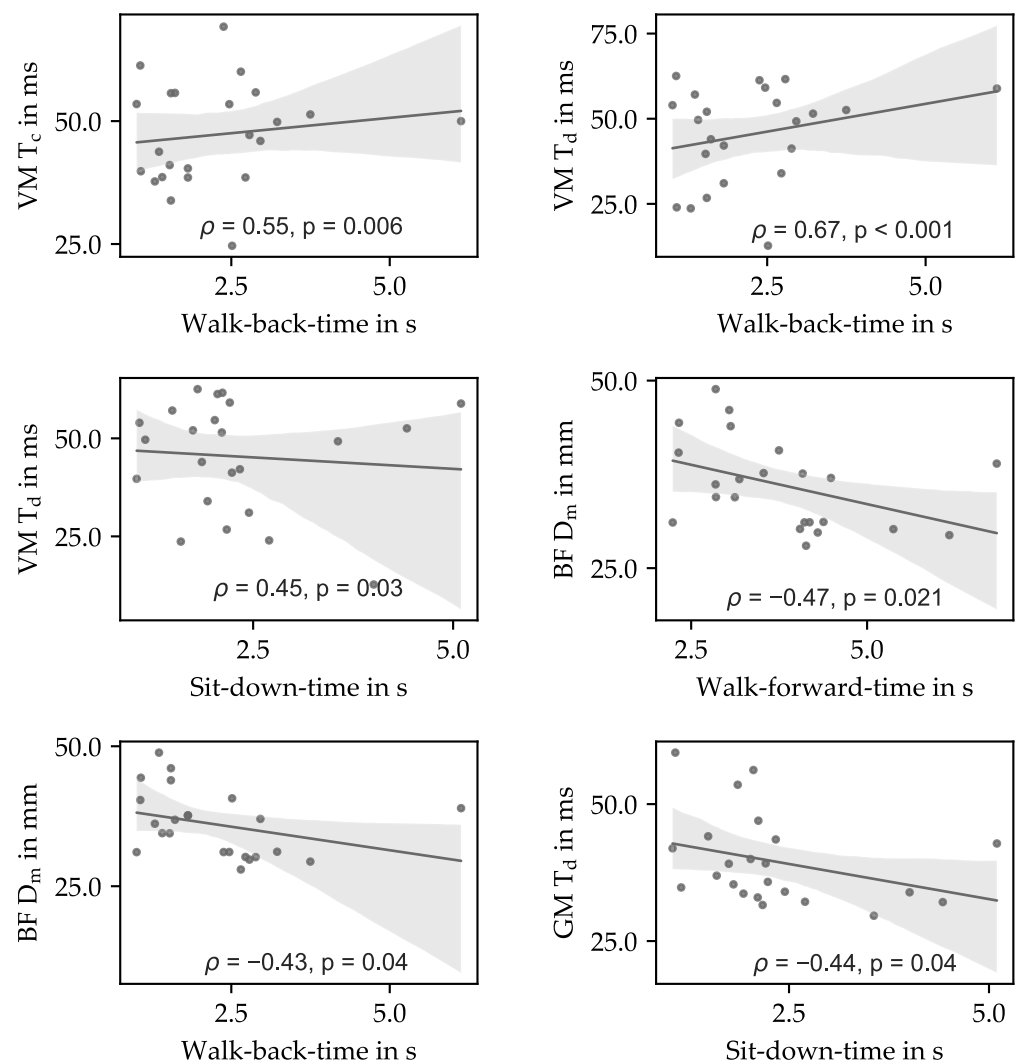 VM T_c in ms
50.0
25.0
ρ = 0.55, p = 0.006
2.5
5.0
Walk-back-time in s
VM T_d in ms
75.0
50.0
25.0
ρ = 0.67, p < 0.001
2.5
5.0
Walk-back-time in s
VM T_d in ms
50.0
25.0
ρ = 0.45, p = 0.03
2.5
5.0
Sit-down-time in s
BF D_m in mm
50.0
25.0
ρ = −0.47, p = 0.021
2.5
5.0
Walk-forward-time in s
BF D_m in mm
50.0
25.0
ρ = −0.43, p = 0.04
2.5
5.0
Walk-back-time in s
GM T_d in ms
50.0
25.0
ρ = −0.44, p = 0.04
2.5
5.0
Sit-down-time in s